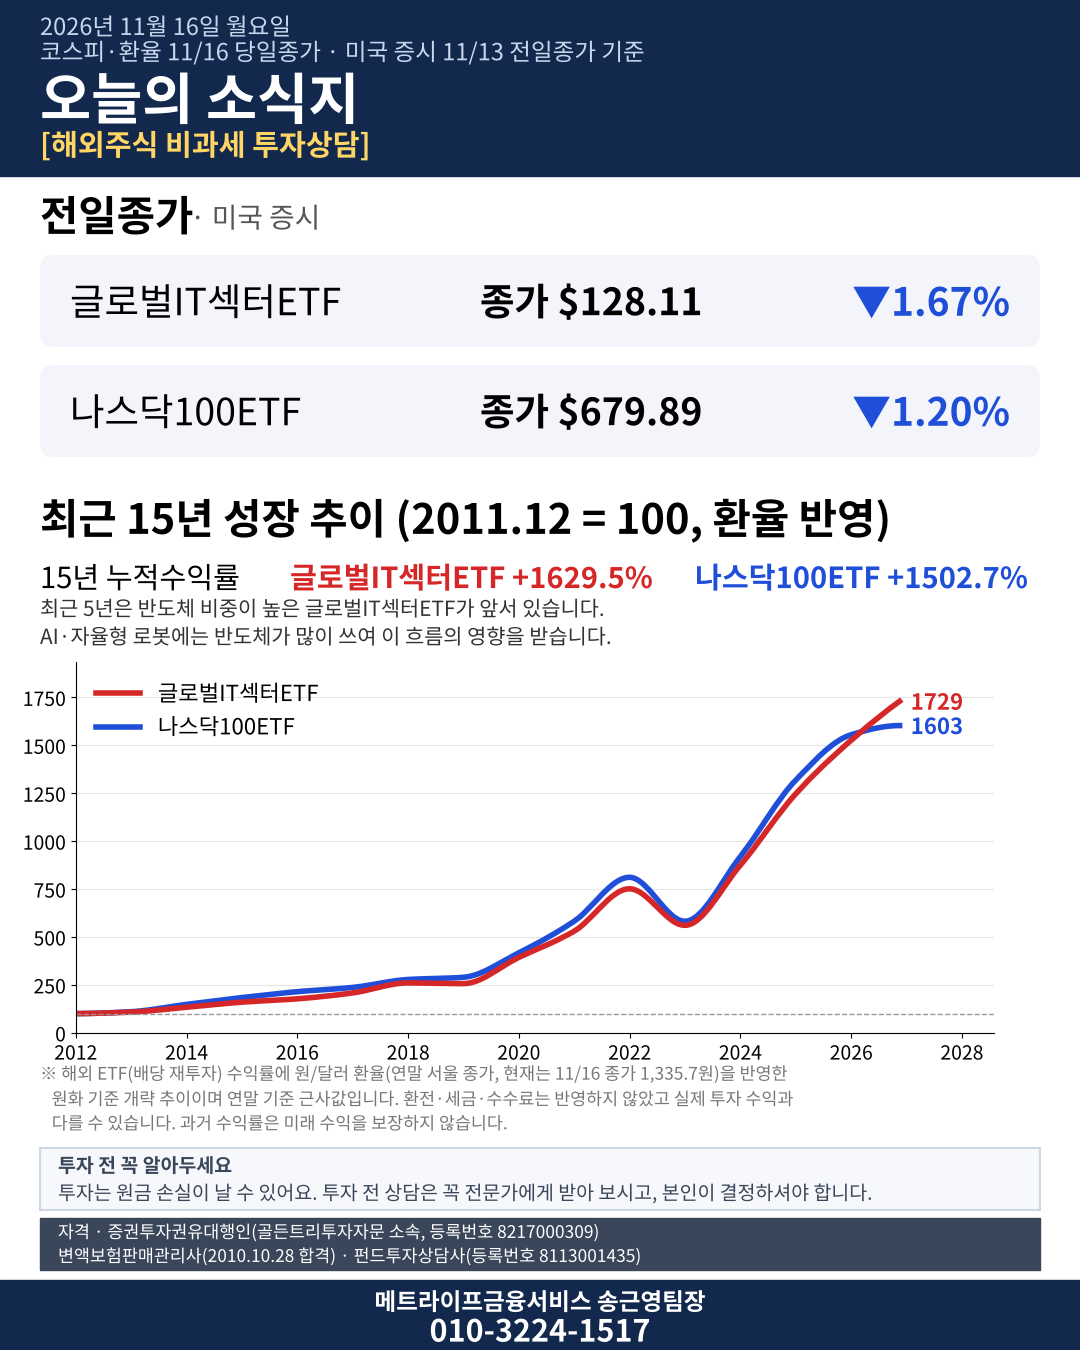 2026년 11월 16일 월요일
코스피·환율 11/16 당일종가 · 미국 증시 11/13 전일종가 기준
오늘의 소식지
[해외주식 비과세 투자상담]
전일종가· 미국 증시
글로벌IT섹터ETF 종가 $128.11 ▼1.67%
나스닥100ETF 종가 $679.89 ▼1.20%
최근 15년 성장 추이 (2011.12 = 100, 환율 반영)
15년 누적수익률 글로벌IT섹터ETF +1629.5% 나스닥100ETF +1502.7%
최근 5년은 반도체 비중이 높은 글로벌IT섹터ETF가 앞서 있습니다.
AI·자율형 로봇에는 반도체가 많이 쓰여 이 흐름의 영향을 받습니다.
글로벌IT섹터ETF
나스닥100ETF
1729
1603
1750
1500
1250
1000
750
500
250
0
2012 2014 2016 2018 2020 2022 2024 2026 2028
※ 해외 ETF(배당 재투자) 수익률에 원/달러 환율(연말 서울 종가, 현재는 11/16 종가 1,335.7원)을 반영한
원화 기준 개략 추이이며 연말 기준 근사값입니다. 환전·세금·수수료는 반영하지 않았고 실제 투자 수익과
다를 수 있습니다. 과거 수익률은 미래 수익을 보장하지 않습니다.
투자 전 꼭 알아두세요
투자는 원금 손실이 날 수 있어요. 투자 전 상담은 꼭 전문가에게 받아 보시고, 본인이 결정하셔야 합니다.
자격 · 증권투자권유대행인(골든트리투자자문 소속, 등록번호 8217000309)
변액보험판매관리사(2010.10.28 합격) · 펀드투자상담사(등록번호 8113001435)
메트라이프금융서비스 송근영팀장
010-3224-1517